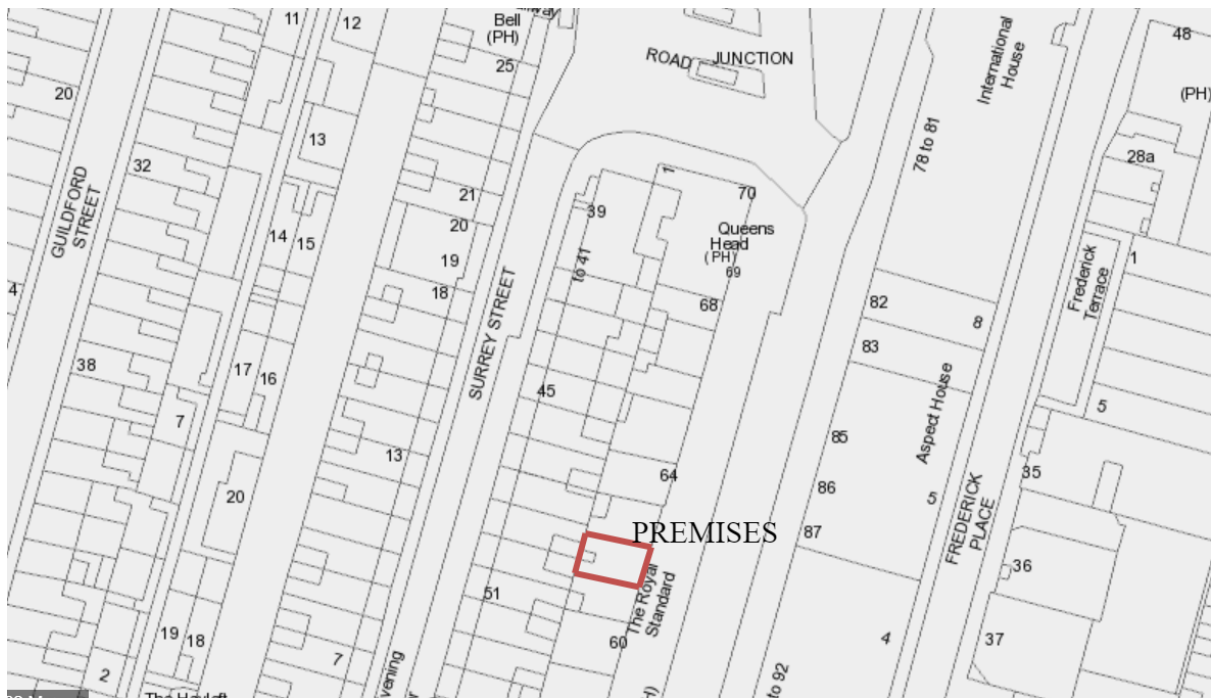 11
12
Bell
(PH)
25
ROAD
JUNCTION
International
House
48
(PH)
20
13
78 to 81
28a
32
21
1
70
GUILDFORD
STREET
14
15
20
39
to 41
Queens
Head
(PH)
69
19
18
68
1
Frederick
Terrace
4
82
8
83
SURREY STREET
38
17
16
45
Aspect House
5
7
13
85
64
86
5
35
20
87
FREDERICK
PLACE
PREMISES
36
51
The Royal
Standard
60
19
18
7
4
37
2
vening
to 92
The Hayloft